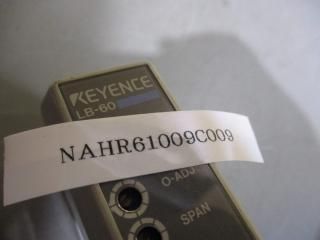 KEYENCE
LB-60
NAHR61009C009
0-ADJ
SPAN